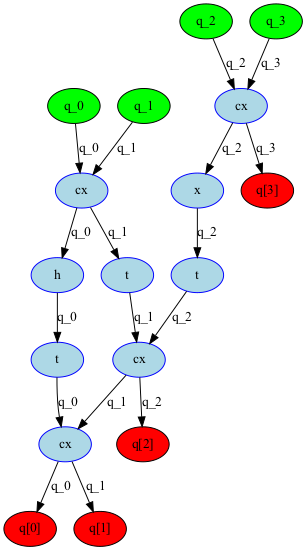 q_2 q_3
q_2 q_3
q_0 q_1 cx
q_0 q_1 q_2 q_3
cx x q[3]
q_0 q_1 q_2
h t t
q_0 q_1 q_2
t cx
q_0 q_1 q_2
cx q[2]
q_0 q_1
q[0] q[1]